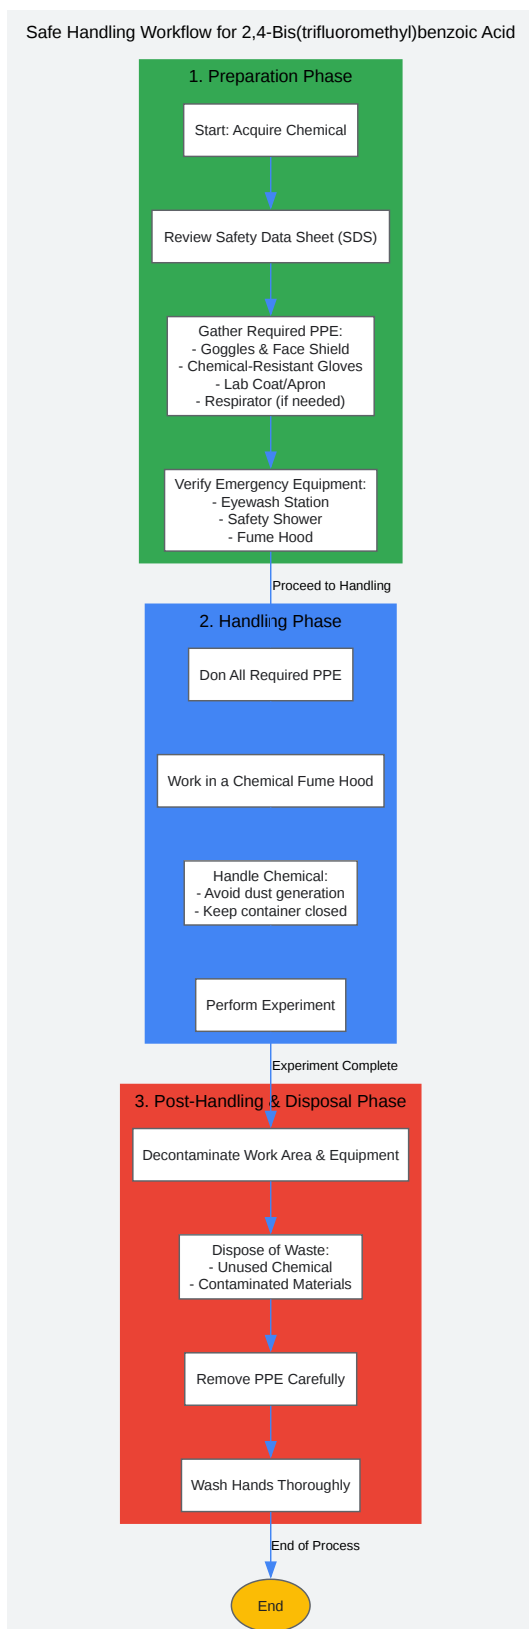 Safe Handling Workflow for 2,4-Bis(trifluoromethyl)benzoic Acid
1. Preparation Phase
Start: Acquire Chemical
Review Safety Data Sheet (SDS)
Gather Required PPE:
- Goggles & Face Shield
- Chemical-Resistant Gloves
- Lab Coat/Apron
- Respirator (if needed)
Verify Emergency Equipment:
- Eyewash Station
- Safety Shower
- Fume Hood
Proceed to Handling
2. Handling Phase
Don All Required PPE
Work in a Chemical Fume Hood
Handle Chemical:
- Avoid dust generation
- Keep container closed
Perform Experiment
Experiment Complete
3. Post-Handling & Disposal Phase
Decontaminate Work Area & Equipment
Dispose of Waste:
- Unused Chemical
- Contaminated Materials
Remove PPE Carefully
Wash Hands Thoroughly
End of Process
End